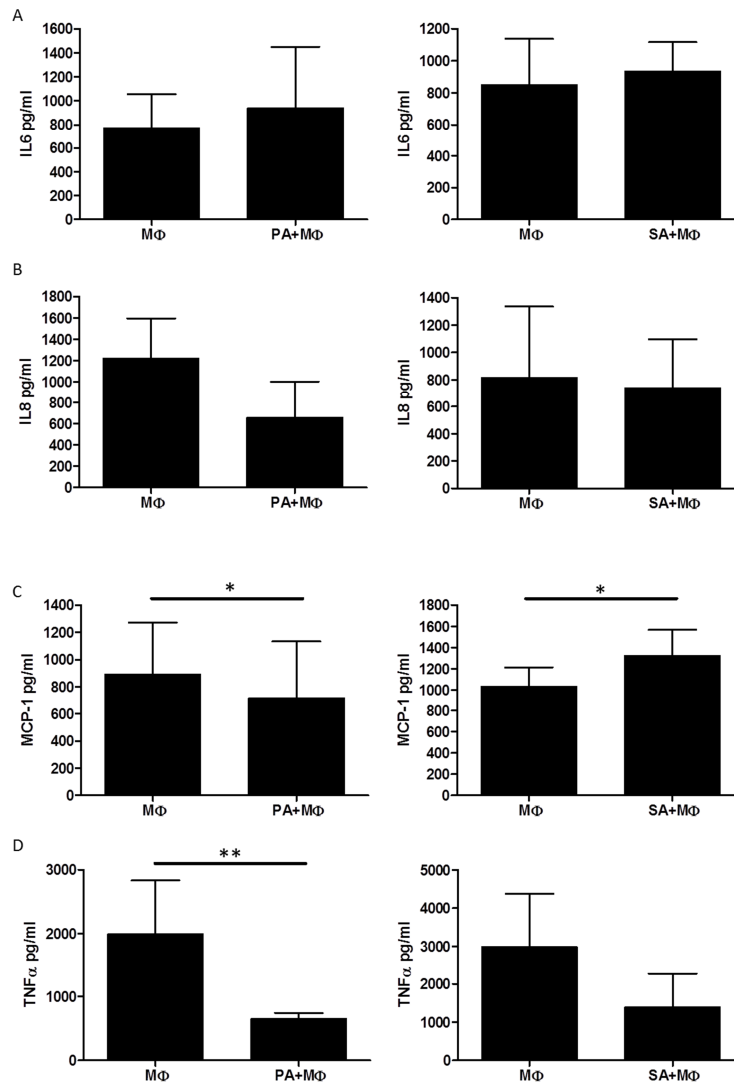 A
IL6 pg/ml
1600
1400
1200
1000
800
600
400
200
0
MΦ
PA+MΦ
IL6 pg/ml
1200
1000
800
600
400
200
0
MΦ
SA+MΦ
B
IL8 pg/ml
1800
1600
1400
1200
1000
800
600
400
200
0
MΦ
PA+MΦ
IL8 pg/ml
1400
1200
1000
800
600
400
200
0
MΦ
SA+MΦ
C
*
MCP-1 pg/ml
1400
1200
1000
800
600
400
200
0
MΦ
PA+MΦ
*
MCP-1 pg/ml
1800
1600
1400
1200
1000
800
600
400
200
0
MΦ
SA+MΦ
D
**
TNFα pg/ml
3000
2000
1000
0
MΦ
PA+MΦ
TNFα pg/ml
5000
4000
3000
2000
1000
0
MΦ
SA+MΦ